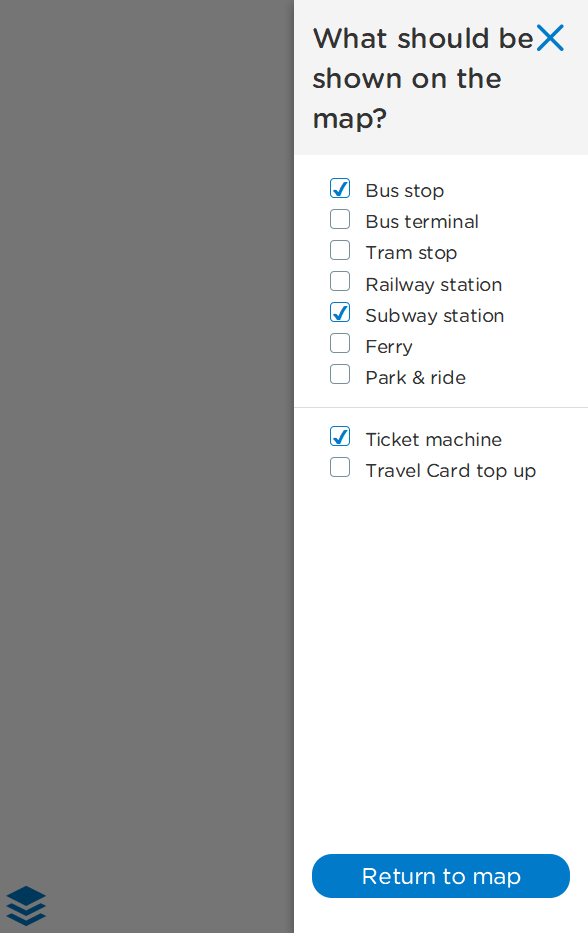 What should be
shown on the
map?
Bus stop
Bus terminal
Tram stop
Railway station
Subway station
Ferry
Park & ride
Ticket machine
Travel Card top up
Return to map